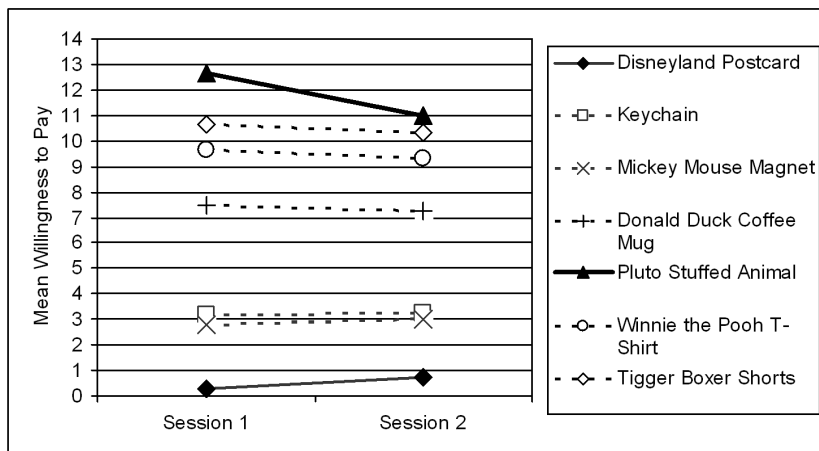 Mean Willingness to Pay
14
13
12
11
10
9
8
7
6
5
4
3
2
1
0
Session 1
Session 2
Disneyland Postcard
Keychain
Mickey Mouse Magnet
Donald Duck Coffee
Mug
Pluto Stuffed Animal
Winnie the Pooh T-
Shirt
Tigger Boxer Shorts